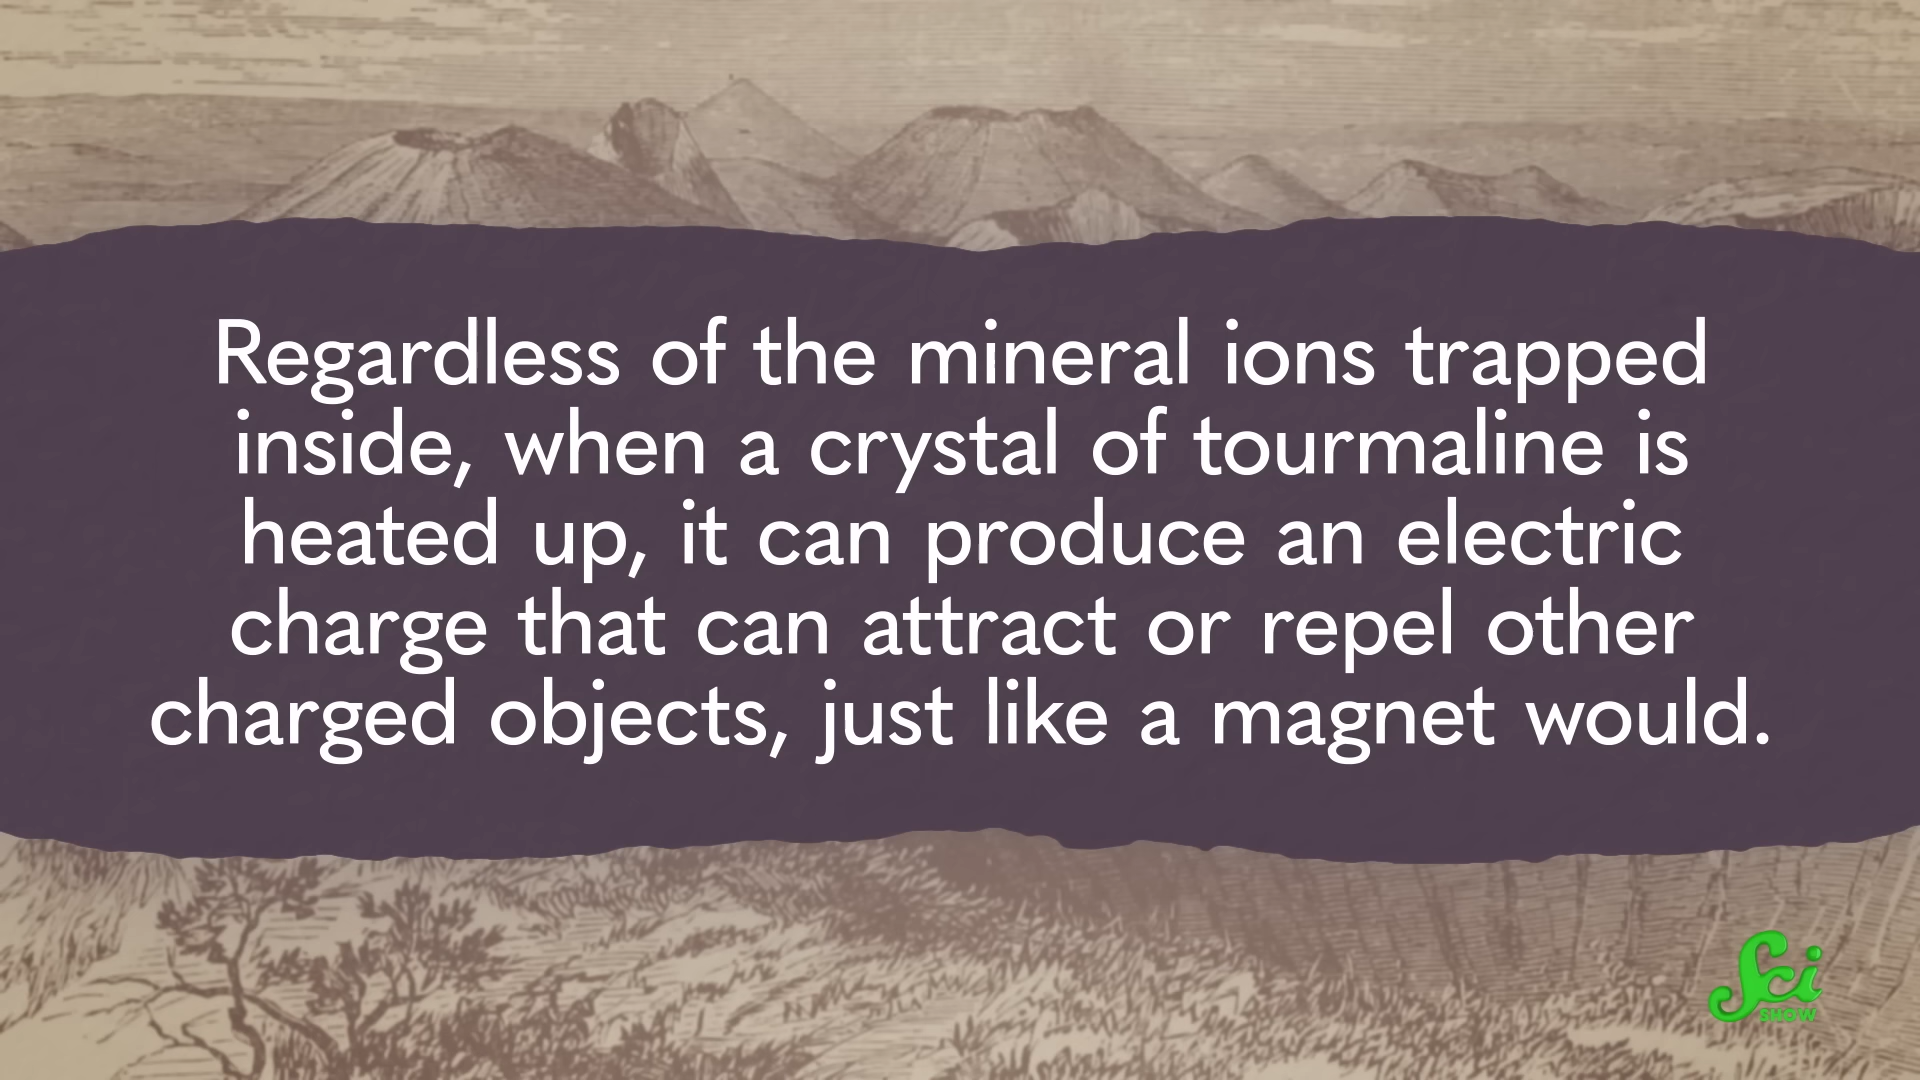 Regardless of the mineral ions trapped
inside, when a crystal of tourmaline is
heated up, it can produce an electric
charge that can attract or repel other
charged objects, just like a magnet would.
Sci
SHOW